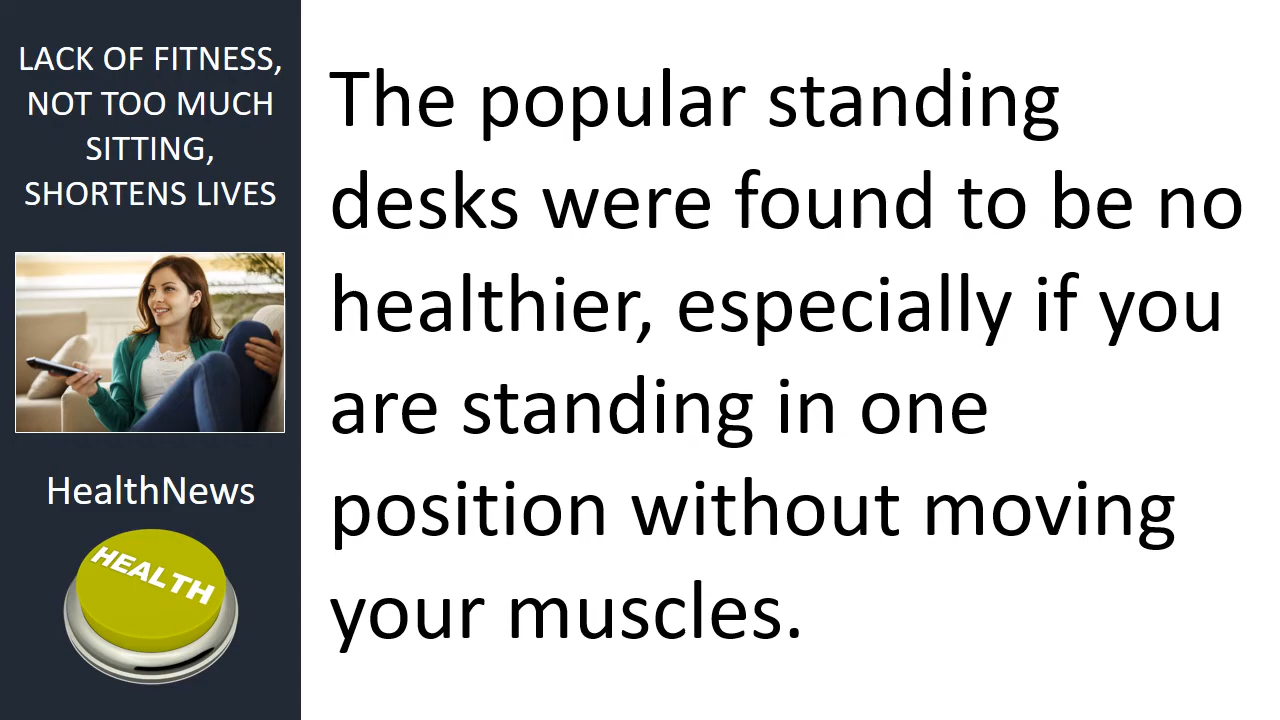 LACK OF FITNESS,
NOT TOO MUCH
SITTING,
SHORTENS LIVES
HealthNews
HEALTH
The popular standing
desks were found to be no
healthier, especially if you
are standing in one
position without moving
your muscles.